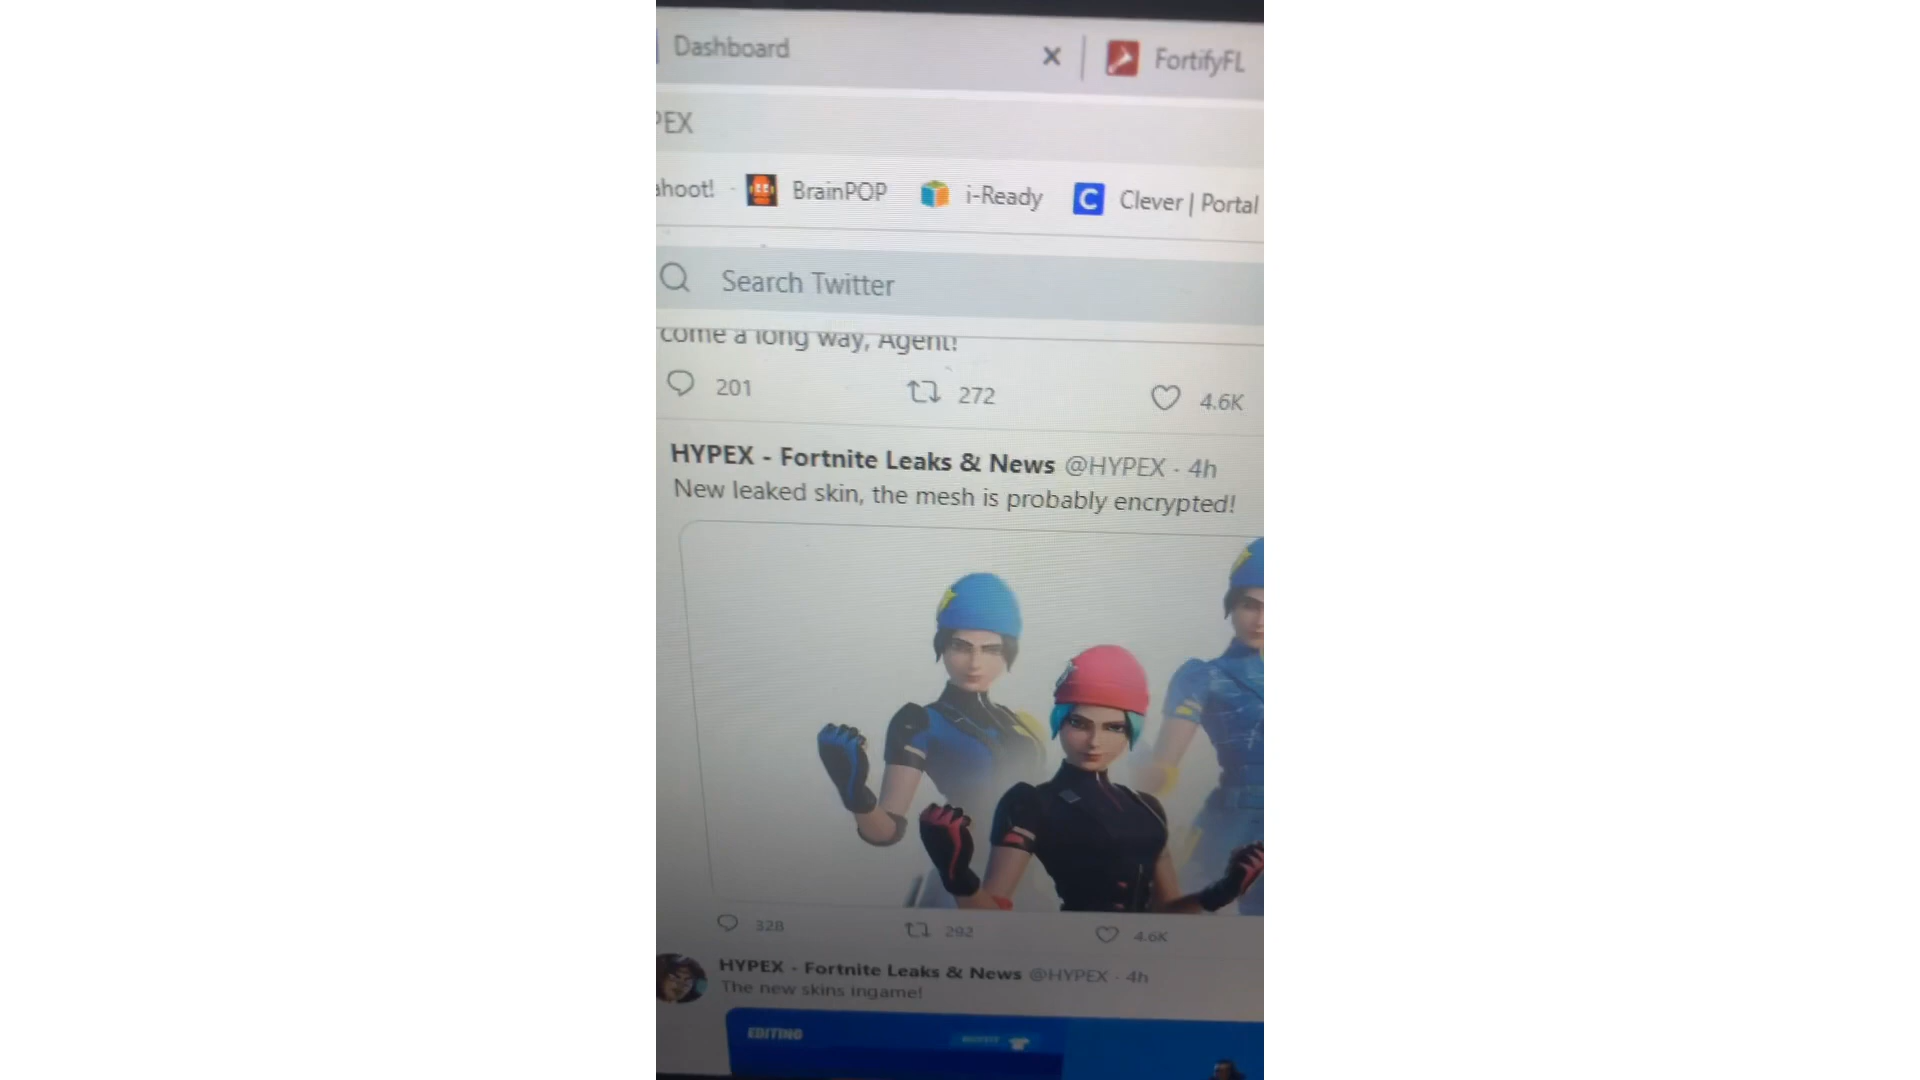 Dashboard
FortifyFL
PEX
ahoot!
BrainPOP
i-Ready
Clever | Portal
Search Twitter
come a long way, Agent!
201
272
4.6K
HYPEX - Fortnite Leaks & News @HYPEX · 4h
New leaked skin, the mesh is probably encrypted!
328
292
4.6K
HYPEX - Fortnite Leaks & News @HYPEX · 4h
The new skins ingame!
EDITING